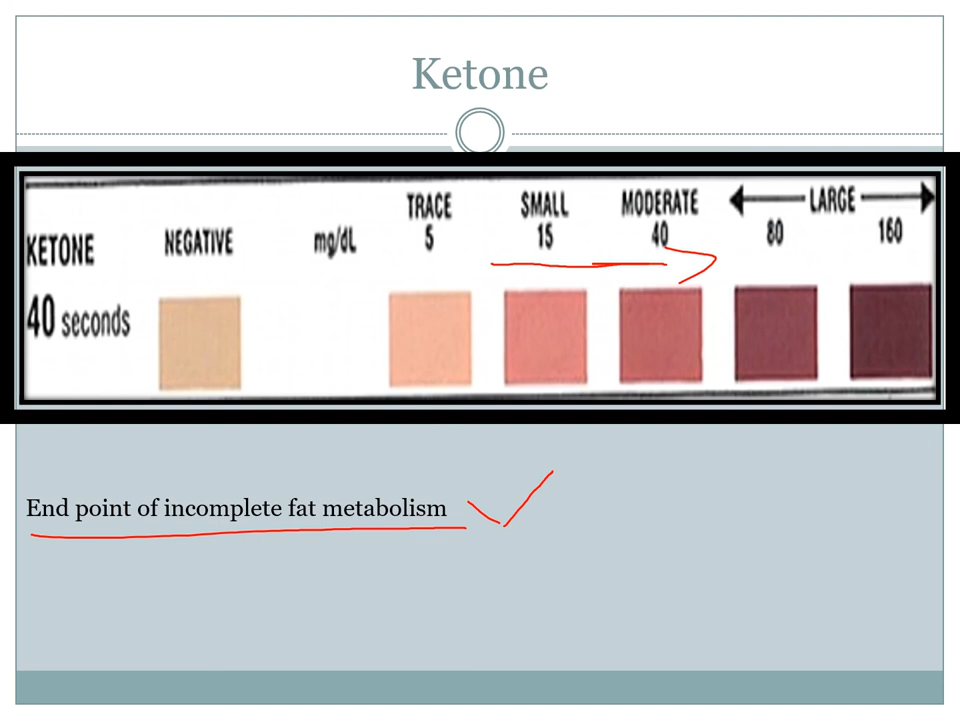 Ketone
TRACE SMALL MODERATE LARGE
KETONE NEGATIVE mg/dL 5 15 40 80 160
40 seconds
End point of incomplete fat metabolism